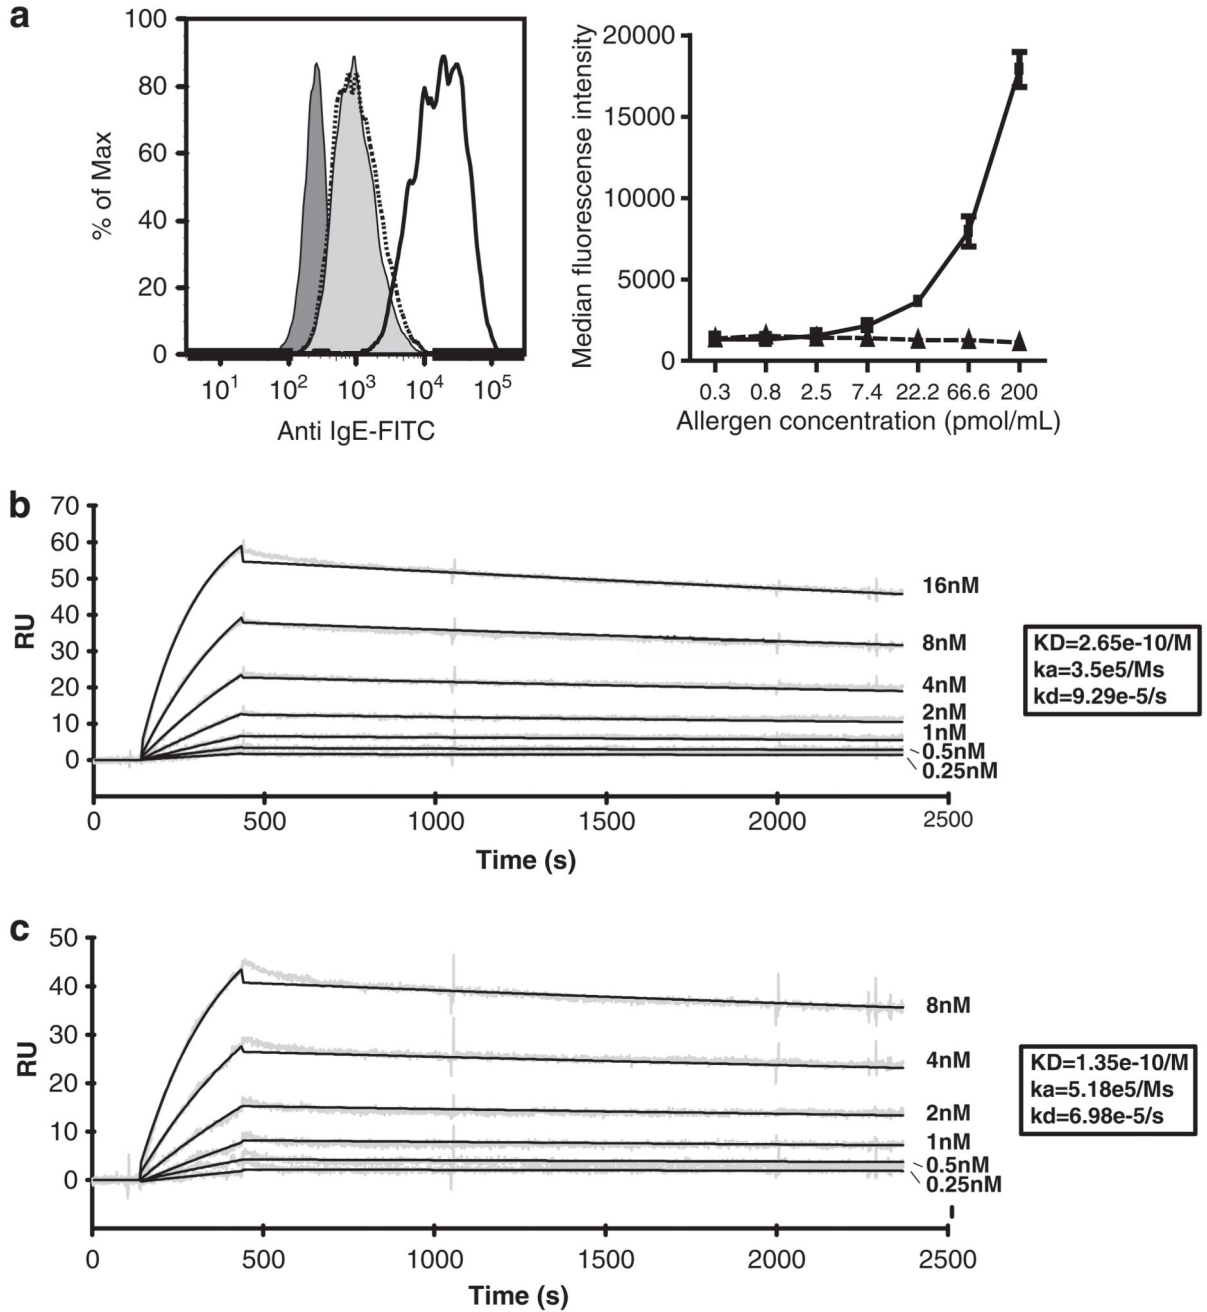 a
100
80
60
40
20
0
% of Max
10¹ 10² 10³ 10⁴ 10⁵
Anti IgE-FITC
20000
15000
10000
5000
0
Median fluorescense intensity
0.3 0.8 2.5 7.4 22.2 66.6 200
Allergen concentration (pmol/mL)
b
70
60
50
40
30
20
10
0
RU
16nM
8nM
4nM
2nM
1nM
0.5nM
0.25nM
KD=2.65e-10/M
ka=3.5e5/Ms
kd=9.29e-5/s
0 500 1000 1500 2000 2500
Time (s)
c
50
40
30
20
10
0
RU
8nM
4nM
2nM
1nM
0.5nM
0.25nM
KD=1.35e-10/M
ka=5.18e5/Ms
kd=6.98e-5/s
0 500 1000 1500 2000 2500
Time (s)